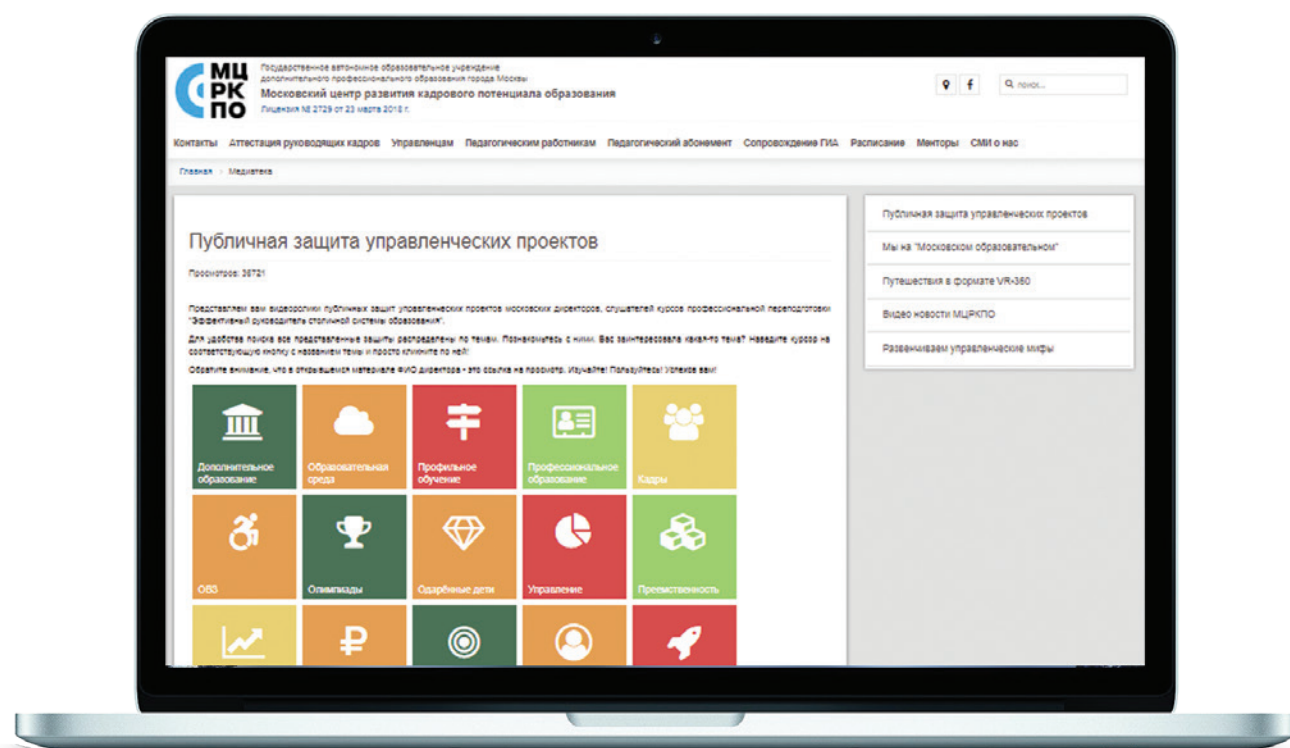 МЦ
РК
ПО
Государственное автономное образовательное учреждение
дополнительного профессионального образования города Москвы
Московский центр развития кадрового потенциала образования
Лицензия № 2729 от 23 марта 2016 г.
поиск...
Контакты Аттестация руководящих кадров Управленцам Педагогическим работникам Педагогический абонемент Сопровождение ГИА Расписание Менторы СМИ о нас
Главная > Медиатека
Публичная защита управленческих проектов
Просмотров: 36721
Представляем вам видеоролики публичных защит управленческих проектов московских директоров, слушателей курсов профессиональной переподготовки
"Эффективный руководитель столичной системы образования".
Для удобства поиска все представленные защиты распределены по темам. Познакомьтесь с ними. Вас заинтересовала какая-то тема? Наведите курсор на
соответствующую кнопку с названием темы и просто кликните по ней!
Обратите внимание, что в открывшемся материале ФИО директора - это ссылка на просмотр. Изучайте! Пользуйтесь! Успехов вам!
Дополнительное
образование
Образовательная
среда
Профильное
обучение
Профессиональное
образование
Кадры
ОВЗ
Олимпиады
Одарённые дети
Управление
Преемственность
Публичная защита управленческих проектов
Мы на "Московском образовательном"
Путешествия в формате VR-360
Видео новости МЦРКПО
Развенчиваем управленческие мифы